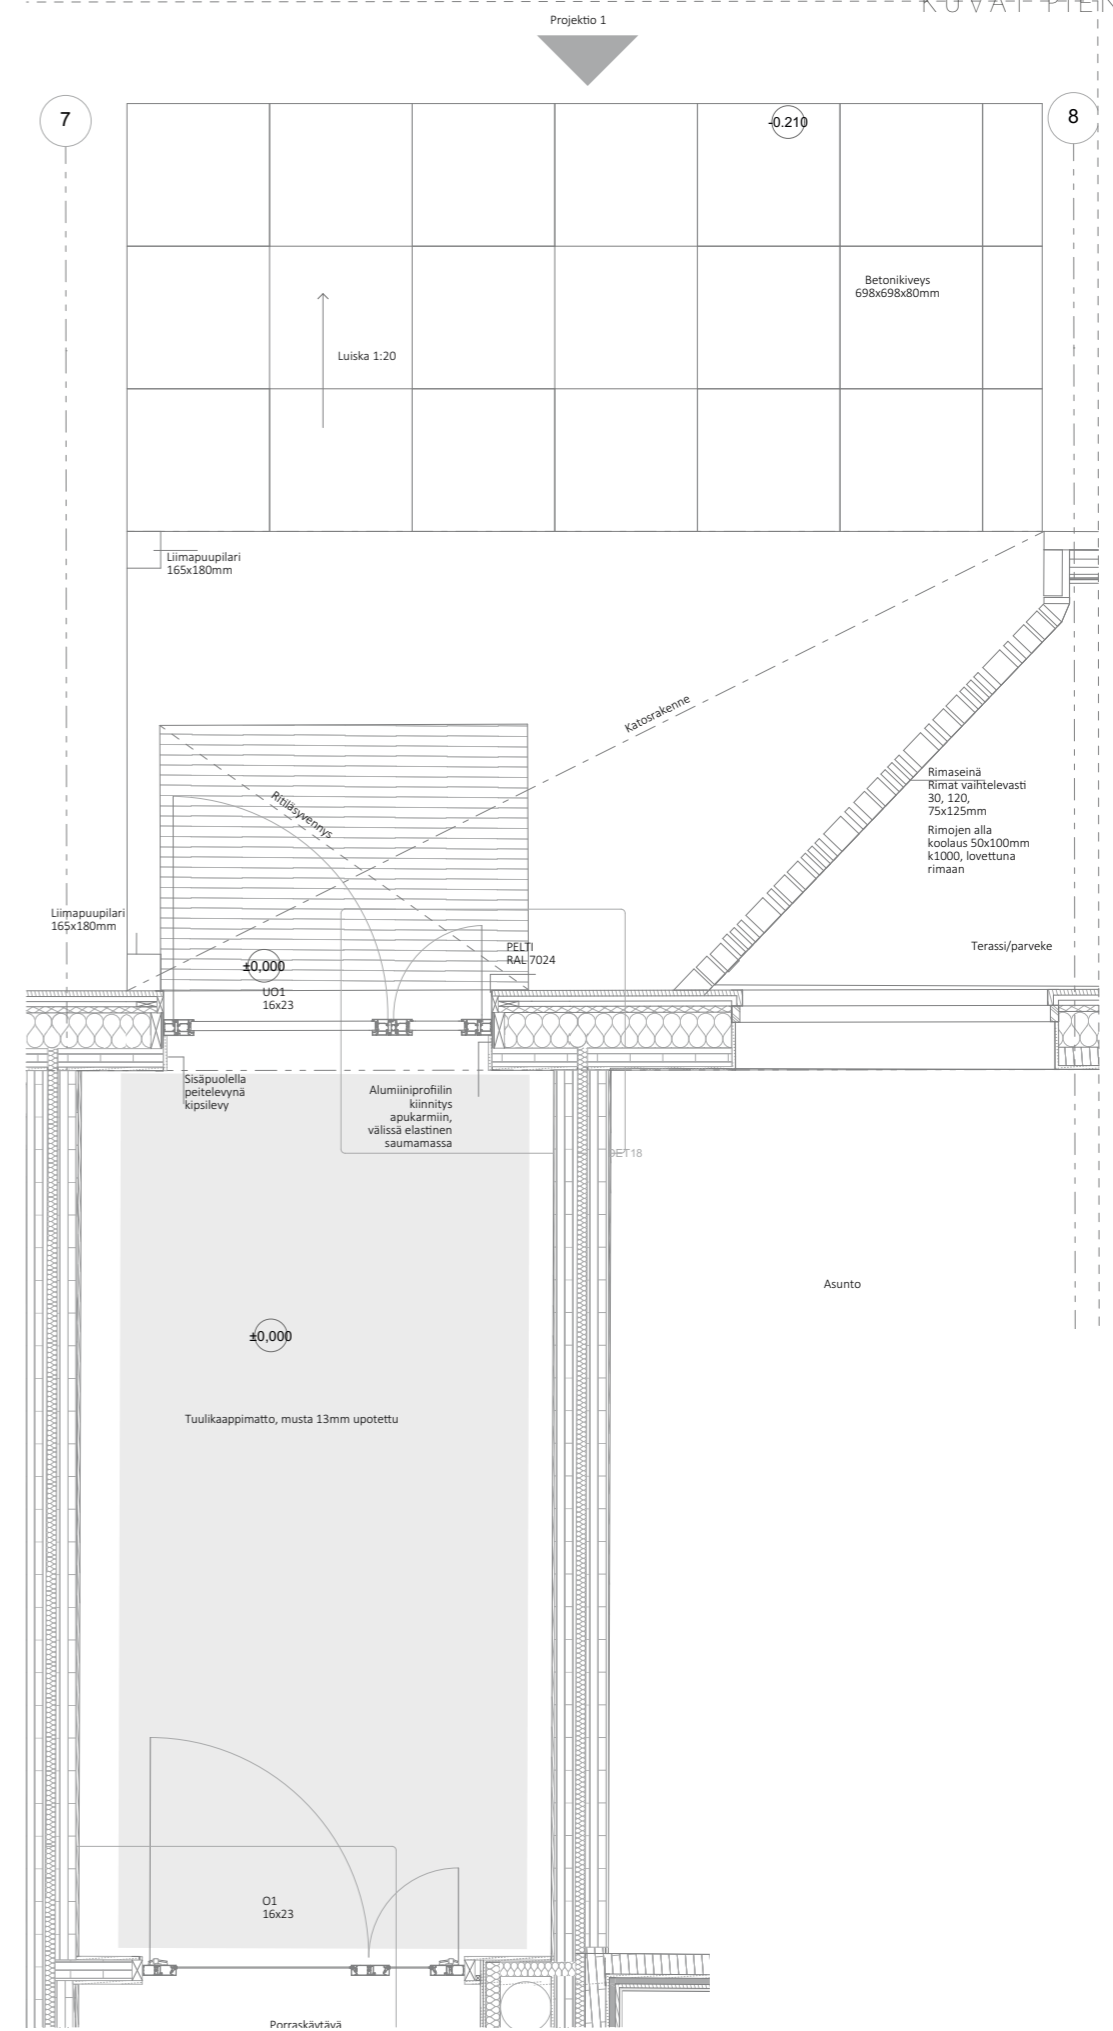 KUVAT PIEN
Projektio 1
7
-0.210
8
Betonikiveys
698x698x80mm
Luiska 1:20
Liimapuupilari
165x180mm
Katosrakenne
Rimaseinä
Rimat vaihtelevasti
30, 120,
75x125mm
Rimojen alla
koolaus 50x100mm
k1000, lovettuna
rimaan
Ritiläsyvennys
Liimapuupilari
165x180mm
PELTI
RAL 7024
Terassi/parveke
±0,000
UO1
16x23
Sisäpuolella
peitelevynä
kipsilevy
Alumiiniprofiilin
kiinnitys
apukarmiin,
välissä elastinen
saumamassa
DET18
Asunto
±0,000
Tuulikaappimatto, musta 13mm upotettu
O1
16x23
Porraskäytävä